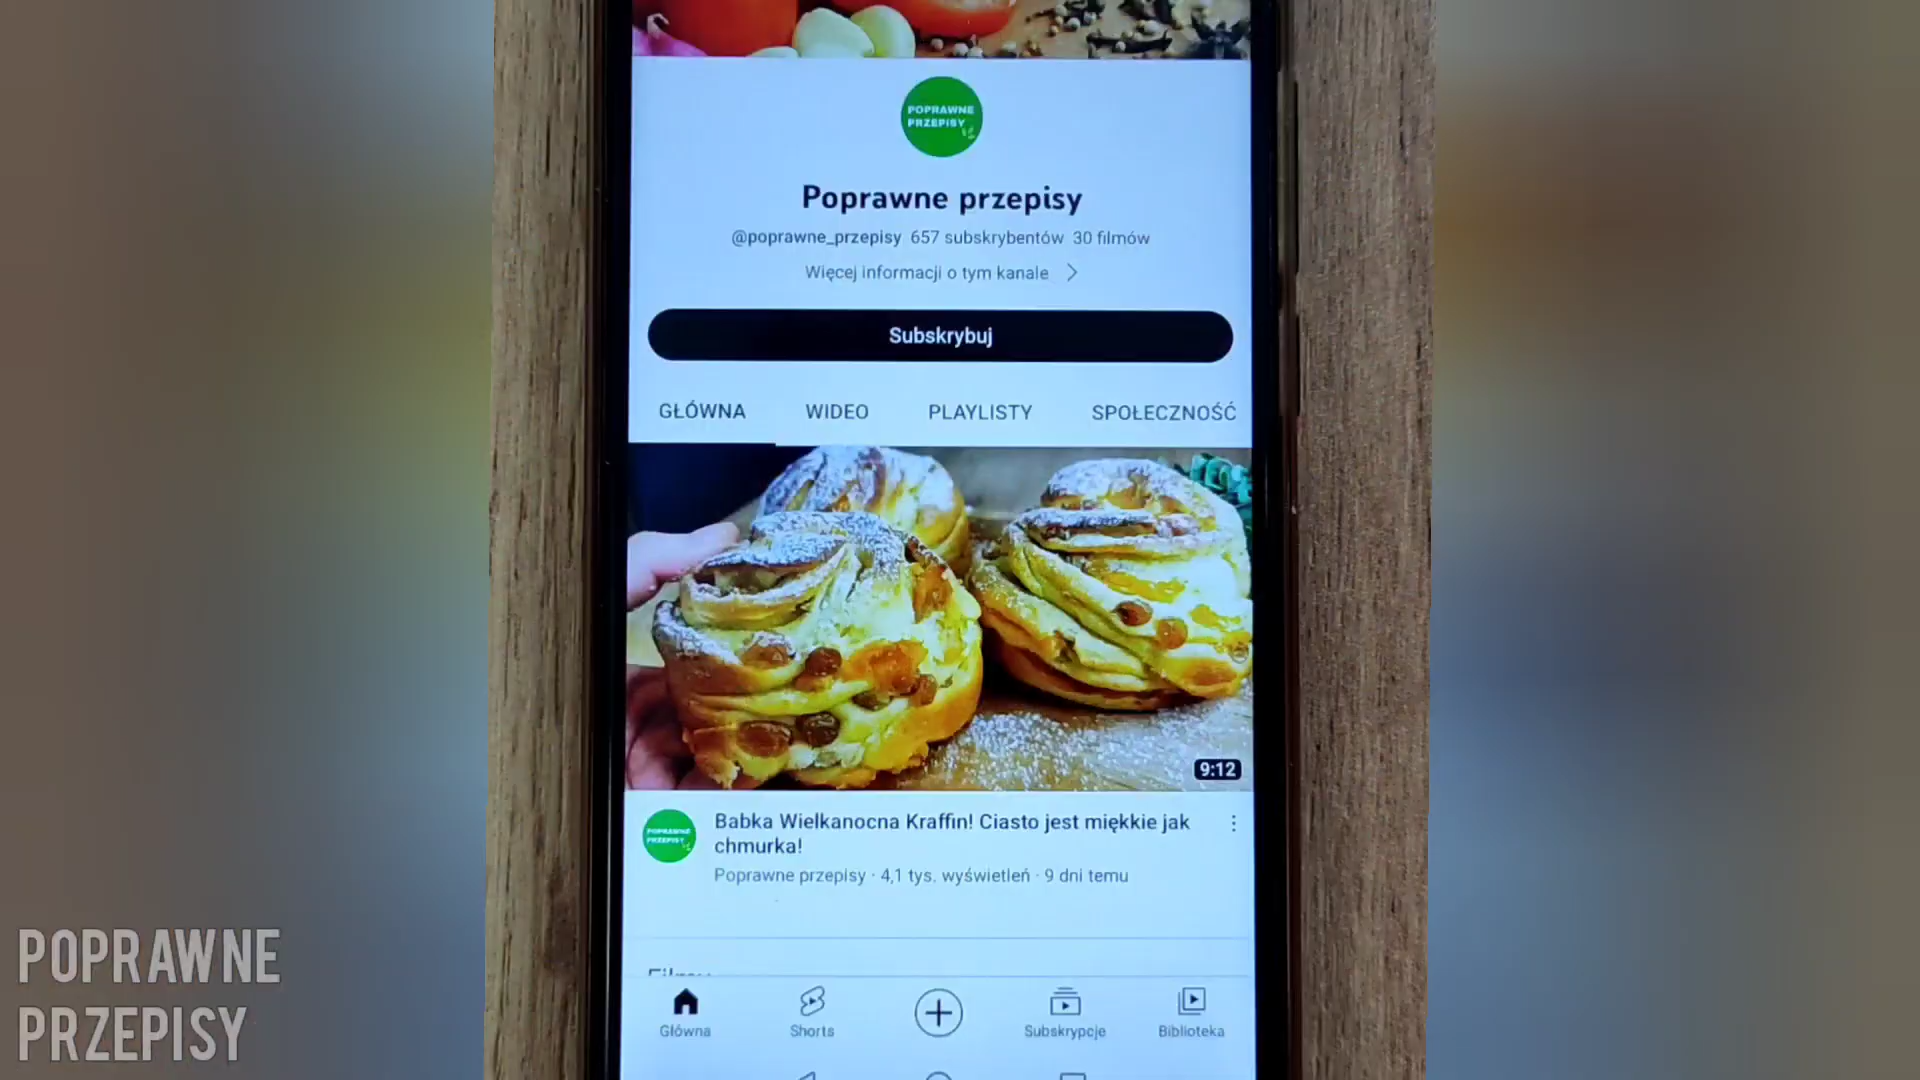 POPRAWNE
PRZEPISY
Poprawne przepisy
@poprawne_przepisy 657 subskrybentów 30 filmów
Więcej informacji o tym kanale
Subskrybuj
GŁÓWNA WIDEO PLAYLISTY SPOŁECZNOŚĆ
9:12
POPRAWNE
PRZEPISY
Babka Wielkanocna Kraffin! Ciasto jest miękkie jak
chmurka!
Poprawne przepisy · 4,1 tys. wyświetleń · 9 dni temu
Główna Shorts Subskrypcje Biblioteka
POPRAWNE
PRZEPISY